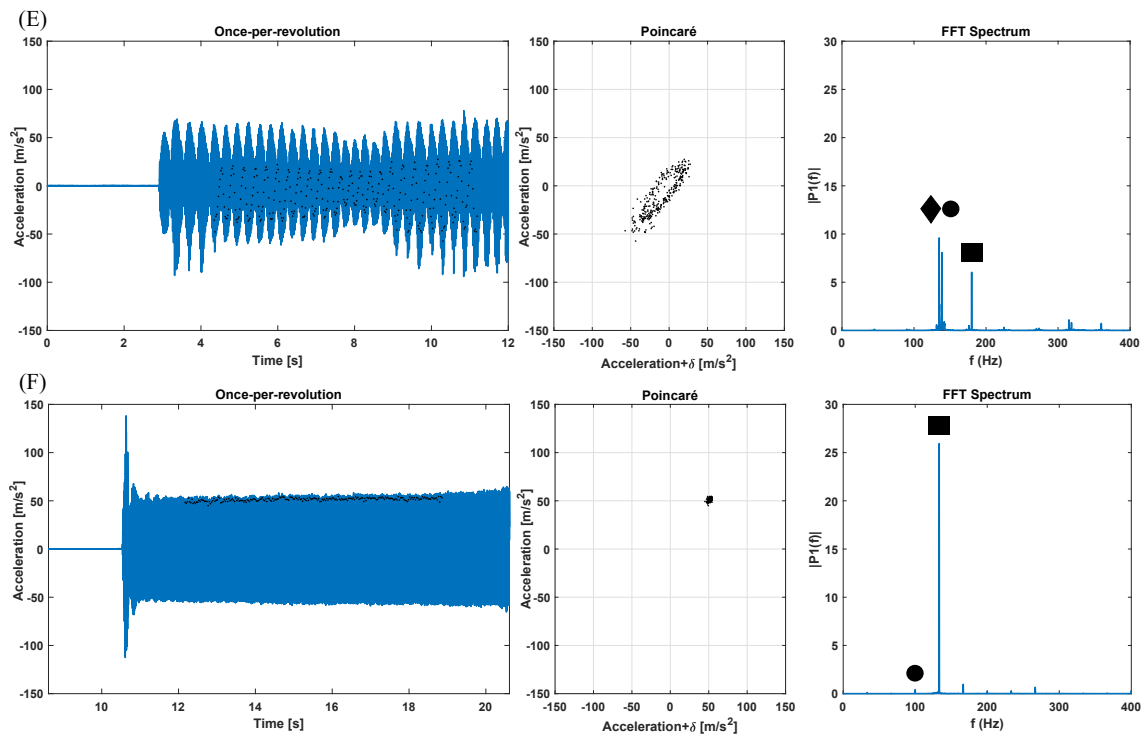 (E)
Once-per-revolution
Acceleration [m/s²]
150
100
50
0
-50
-100
-150
0 2 4 6 8 10 12
Time [s]
Poincaré
Acceleration [m/s²]
150
100
50
0
-50
-100
-150
-150 -100 -50 0 50 100 150
Acceleration+δ [m/s²]
FFT Spectrum
|P1(f)|
30
25
20
15
10
5
0
0 100 200 300 400
f (Hz)
(F)
Once-per-revolution
Acceleration [m/s²]
150
100
50
0
-50
-100
-150
10 12 14 16 18 20
Time [s]
Poincaré
Acceleration [m/s²]
150
100
50
0
-50
-100
-150
-150 -100 -50 0 50 100 150
Acceleration+δ [m/s²]
FFT Spectrum
|P1(f)|
30
25
20
15
10
5
0
0 100 200 300 400
f (Hz)